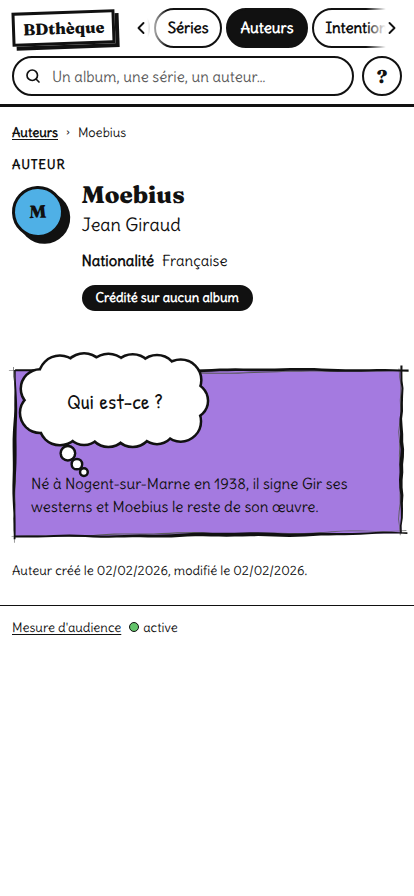 BDthèque
Séries
Auteurs
Intention
Un album, une série, un auteur...
?
Auteurs › Moebius
AUTEUR
M
Moebius
Jean Giraud
Nationalité Française
Crédité sur aucun album
Qui est-ce ?
Né à Nogent-sur-Marne en 1938, il signe Gir ses
westerns et Moebius le reste de son œuvre.
Auteur créé le 02/02/2026, modifié le 02/02/2026.
Mesure d'audience active